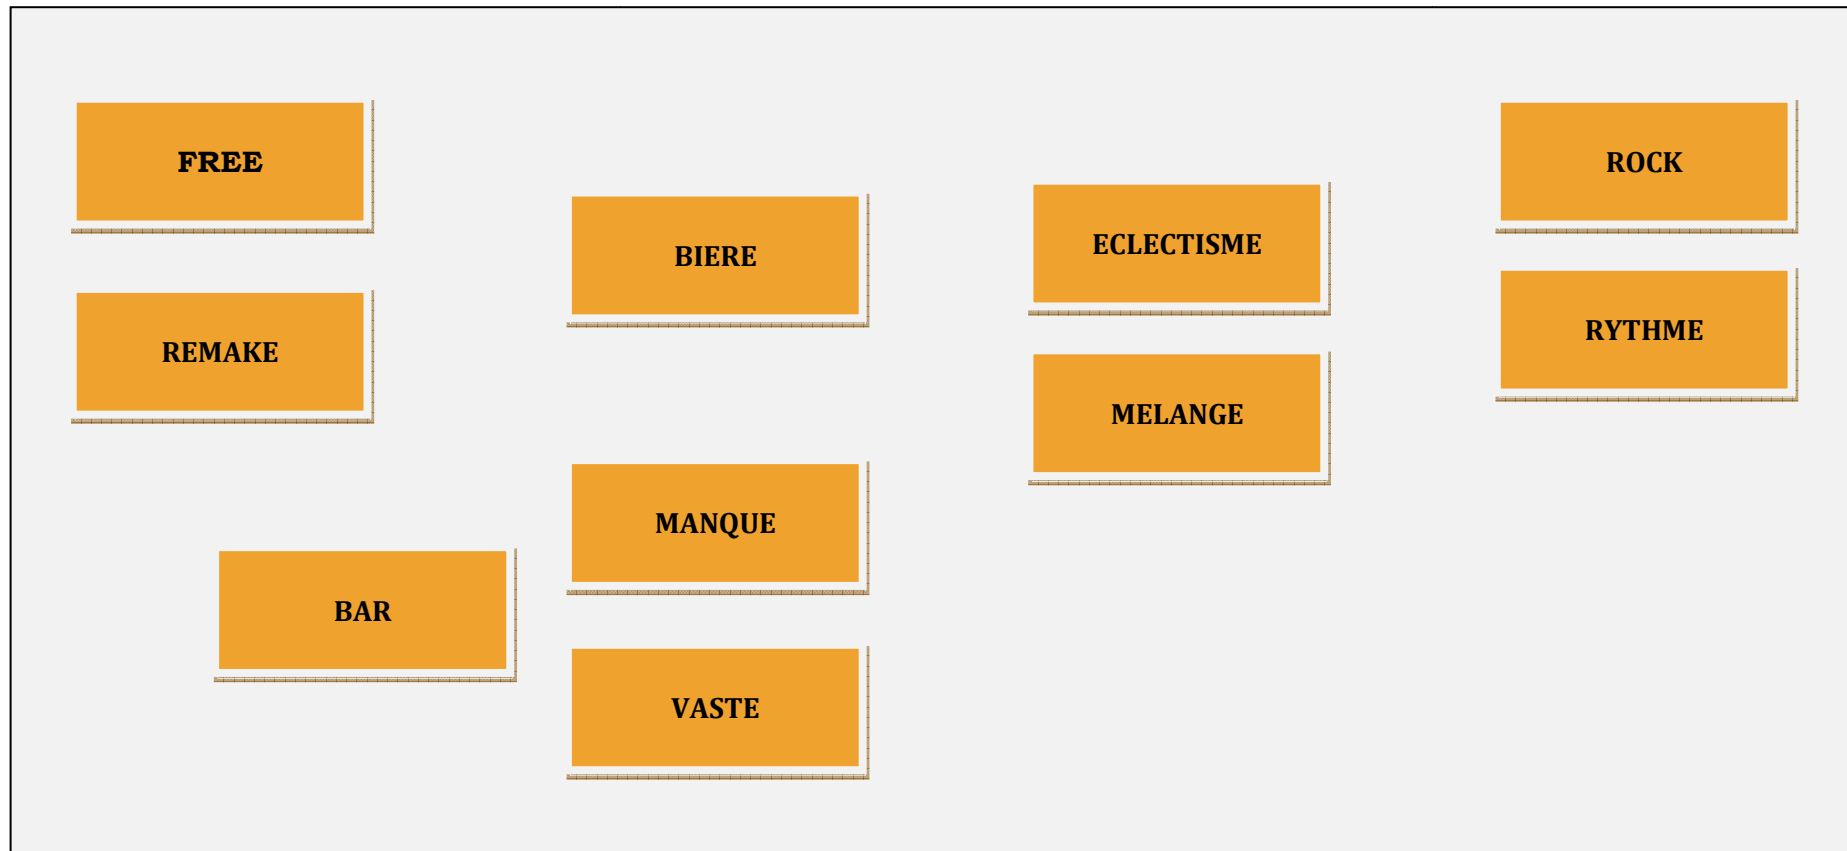 FREE
ROCK
BIERE
ECLECTISME
REMAKE
RYTHME
MELANGE
MANQUE
BAR
VASTE